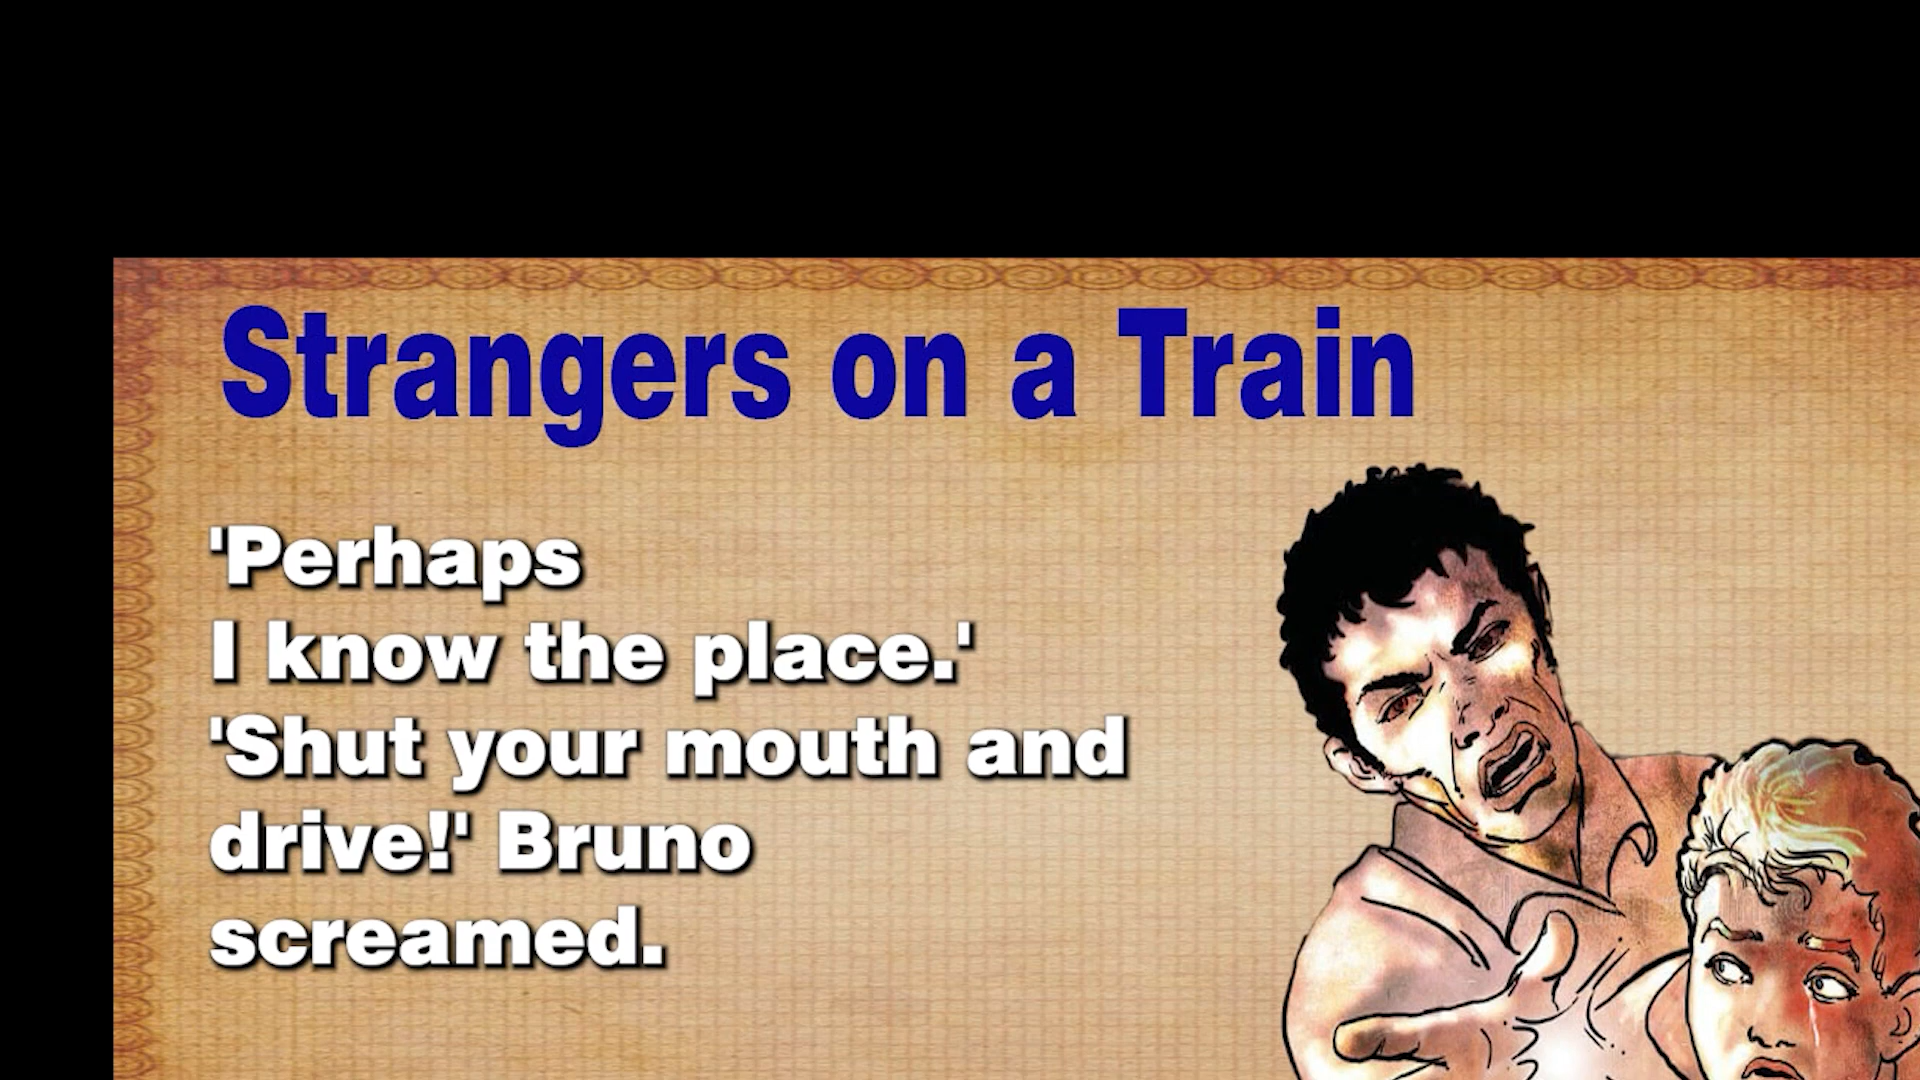 Strangers on a Train
'Perhaps
I know the place.'
'Shut your mouth and
drive!' Bruno
screamed.